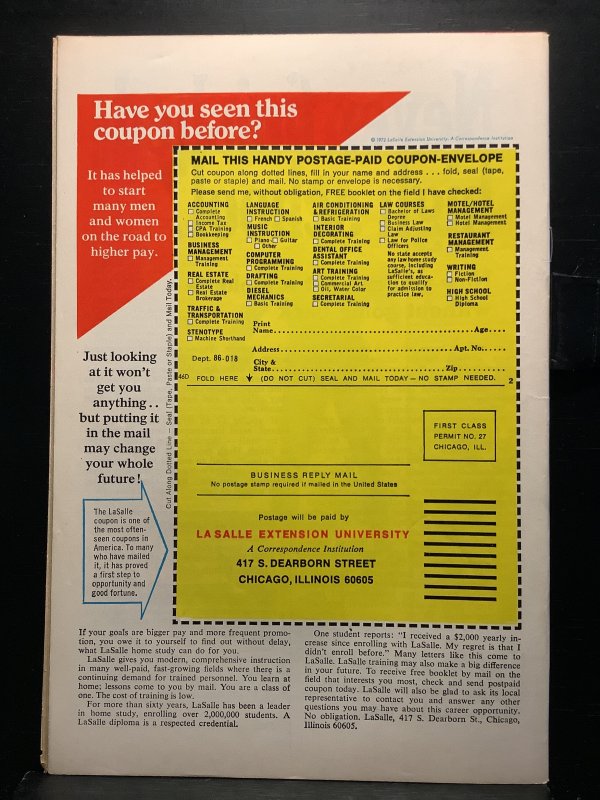 Have you seen this
coupon before?
© 1972 LaSalle Extension University, A Correspondence Institution
It has helped
to start
many men
and women
on the road to
higher pay.
Just looking
at it won't
get you
anything . .
but putting it
in the mail
may change
your whole
future!
The LaSalle
coupon is one of
the most often-
seen coupons in
America. To many
who have mailed
it, it has proved
a first step to
opportunity and
good fortune.
Cut Along Dotted Line — Seal (Tape, Paste or Staple) and Mail Today.
MAIL THIS HANDY POSTAGE-PAID COUPON-ENVELOPE
Cut coupon along dotted lines, fill in your name and address . . . fold, seal (tape,
paste or staple) and mail. No stamp or envelope is necessary.
Please send me, without obligation, FREE booklet on the field I have checked:
ACCOUNTING
Complete
Accounting
Income Tax
CPA Training
Bookkeeping
BUSINESS
MANAGEMENT
Management
Training
REAL ESTATE
Complete Real
Estate
Real Estate
Brokerage
TRAFFIC &
TRANSPORTATION
Complete Training
STENOTYPE
Machine Shorthand
LANGUAGE
INSTRUCTION
French Spanish
MUSIC
INSTRUCTION
Piano Guitar
Other
COMPUTER
PROGRAMMING
Complete Training
DRAFTING
Complete Training
DIESEL
MECHANICS
Basic Training
AIR CONDITIONING
& REFRIGERATION
Basic Training
INTERIOR
DECORATING
Complete Training
DENTAL OFFICE
ASSISTANT
Complete Training
ART TRAINING
Complete Training
Commercial Art
Oil, Water Color
SECRETARIAL
Complete Training
LAW COURSES
Bachelor of Laws
Degree
Business Law
Claim Adjusting
Law
Law for Police
Officers
No state accepts
any law home study
course, including
LaSalle's, as
sufficient educa-
tion to qualify
for admission to
practice law.
MOTEL/HOTEL
MANAGEMENT
Motel Management
Hotel Management
RESTAURANT
MANAGEMENT
Management
Training
WRITING
Fiction
Non-Fiction
HIGH SCHOOL
High School
Diploma
Print
Name Age
Address Apt. No.
Dept. 86-018
City &
State Zip
46D FOLD HERE (DO NOT CUT) SEAL AND MAIL TODAY — NO STAMP NEEDED. 2
FIRST CLASS
PERMIT NO. 27
CHICAGO, ILL.
BUSINESS REPLY MAIL
No postage stamp required if mailed in the United States
Postage will be paid by
LA SALLE EXTENSION UNIVERSITY
A Correspondence Institution
417 S. DEARBORN STREET
CHICAGO, ILLINOIS 60605
If your goals are bigger pay and more frequent promo-
tion, you owe it to yourself to find out without delay,
what LaSalle home study can do for you.
LaSalle gives you modern, comprehensive instruction
in many well-paid, fast-growing fields where there is a
continuing demand for trained personnel. You learn at
home; lessons come to you by mail. You are a class of
one. The cost of training is low.
For more than sixty years, LaSalle has been a leader
in home study, enrolling over 2,000,000 students. A
LaSalle diploma is a respected credential.
One student reports: "I received a $2,000 yearly in-
crease since enrolling with LaSalle. My regret is that I
didn't enroll before." Many letters like this come to
LaSalle. LaSalle training may also make a big difference
in your future. To receive free booklet by mail on the
field that interests you most, check and send postpaid
coupon today. LaSalle will also be glad to ask its local
representative to contact you and answer any other
questions you may have about this career opportunity.
No obligation. LaSalle, 417 S. Dearborn St., Chicago,
Illinois 60605.